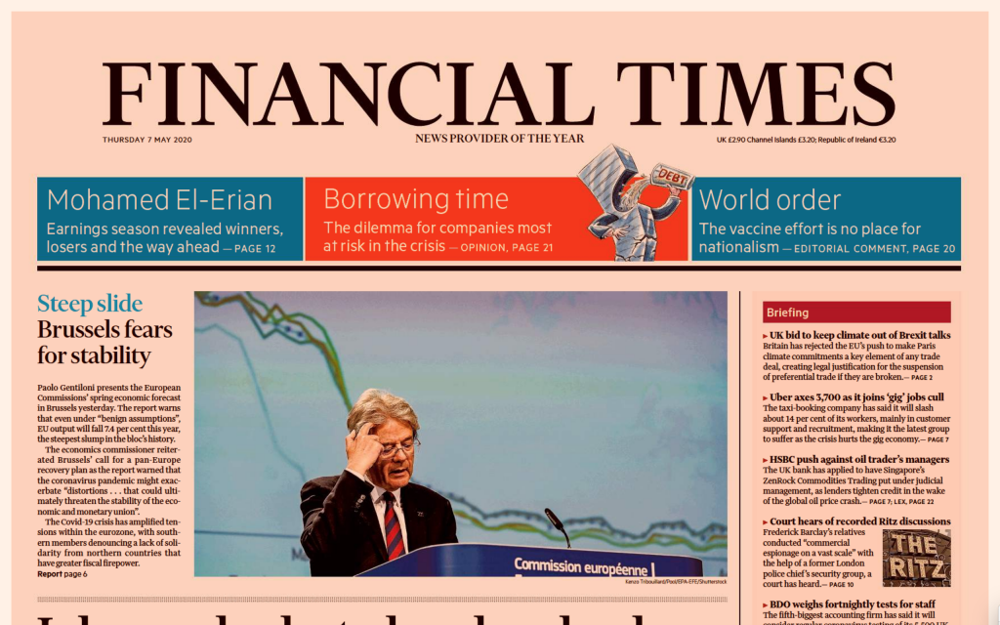 FINANCIAL TIMES
THURSDAY 7 MAY 2020
NEWS PROVIDER OF THE YEAR
UK £2.90 Channel Islands £3.20; Republic of Ireland €3.20
Mohamed El-Erian
Earnings season revealed winners,
losers and the way ahead — PAGE 12
Borrowing time
The dilemma for companies most
at risk in the crisis — OPINION, PAGE 21
DEBT
World order
The vaccine effort is no place for
nationalism — EDITORIAL COMMENT, PAGE 20
Steep slide
Brussels fears
for stability
Paolo Gentiloni presents the European
Commissions’ spring economic forecast
in Brussels yesterday. The report warns
that even under “benign assumptions”,
EU output will fall 7.4 per cent this year,
the steepest slump in the bloc’s history.
The economics commissioner reiter-
ated Brussels’ call for a pan-Europe
recovery plan as the report warned that
the coronavirus pandemic might exac-
erbate “distortions . . . that could ulti-
mately threaten the stability of the eco-
nomic and monetary union”.
The Covid-19 crisis has amplified ten-
sions within the eurozone, with south-
ern members denouncing a lack of soli-
darity from northern countries that
have greater fiscal firepower.
Report page 6
Commission européenne
Kenzo Tribouillard/Pool/EPA-EFE/Shutterstock
Briefing
▸ UK bid to keep climate out of Brexit talks
Britain has rejected the EU’s push to make Paris
climate commitments a key element of any trade
deal, creating legal justification for the suspension
of preferential trade if they are broken.— PAGE 2
▸ Uber axes 3,700 as it joins ‘gig’ jobs cull
The taxi-booking company has said it will slash
about 14 per cent of its workers, mainly in customer
support and recruitment, making it the latest group
to suffer as the crisis hurts the gig economy.— PAGE 7
▸ HSBC push against oil trader’s managers
The UK bank has applied to have Singapore’s
ZenRock Commodities Trading put under judicial
management, as lenders tighten credit in the wake
of the global oil price crash.— PAGE 7; LEX, PAGE 22
▸ Court hears of recorded Ritz discussions
Frederick Barclay’s relatives
conducted “commercial
espionage on a vast scale” with
the help of a former London
police chief’s security group, a
court has heard.— PAGE 10
THE
RITZ
▸ BDO weighs fortnightly tests for staff
The fifth-biggest accounting firm has said it will